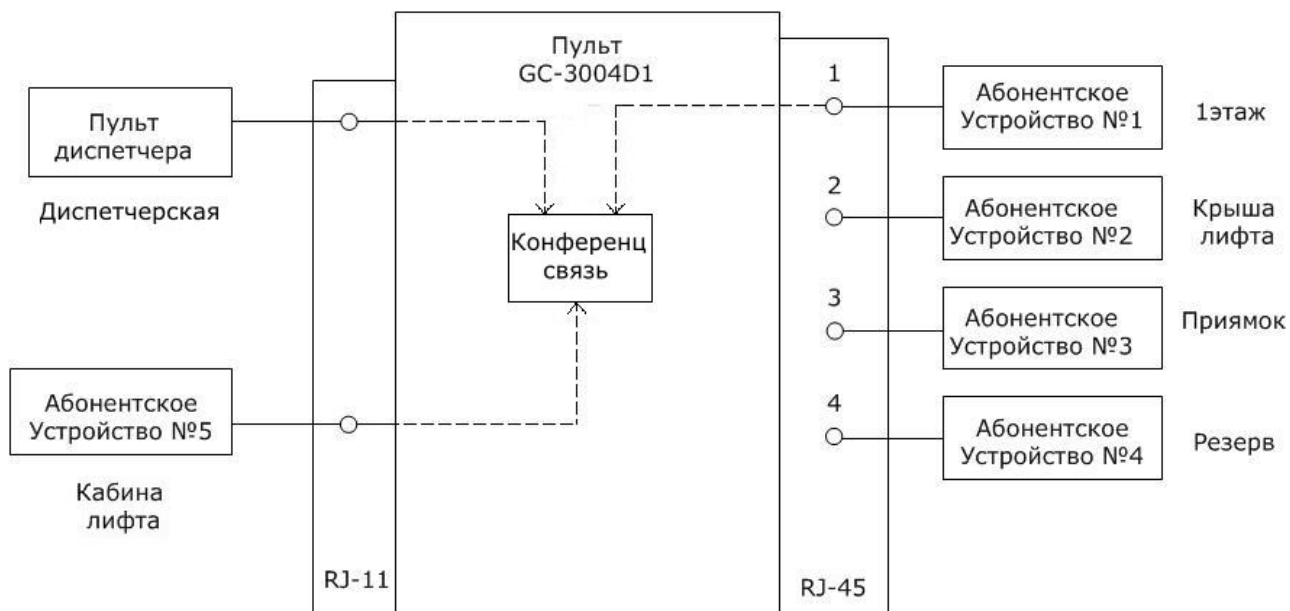 Пульт
GC-3004D1
Пульт
диспетчера
Диспетчерская
Абонентское
Устройство №5
Кабина
лифта
RJ-11
Конференц
связь
1
Абонентское
Устройство №1
1этаж
2
Абонентское
Устройство №2
Крыша
лифта
3
Абонентское
Устройство №3
Приямок
4
Абонентское
Устройство №4
Резерв
RJ-45